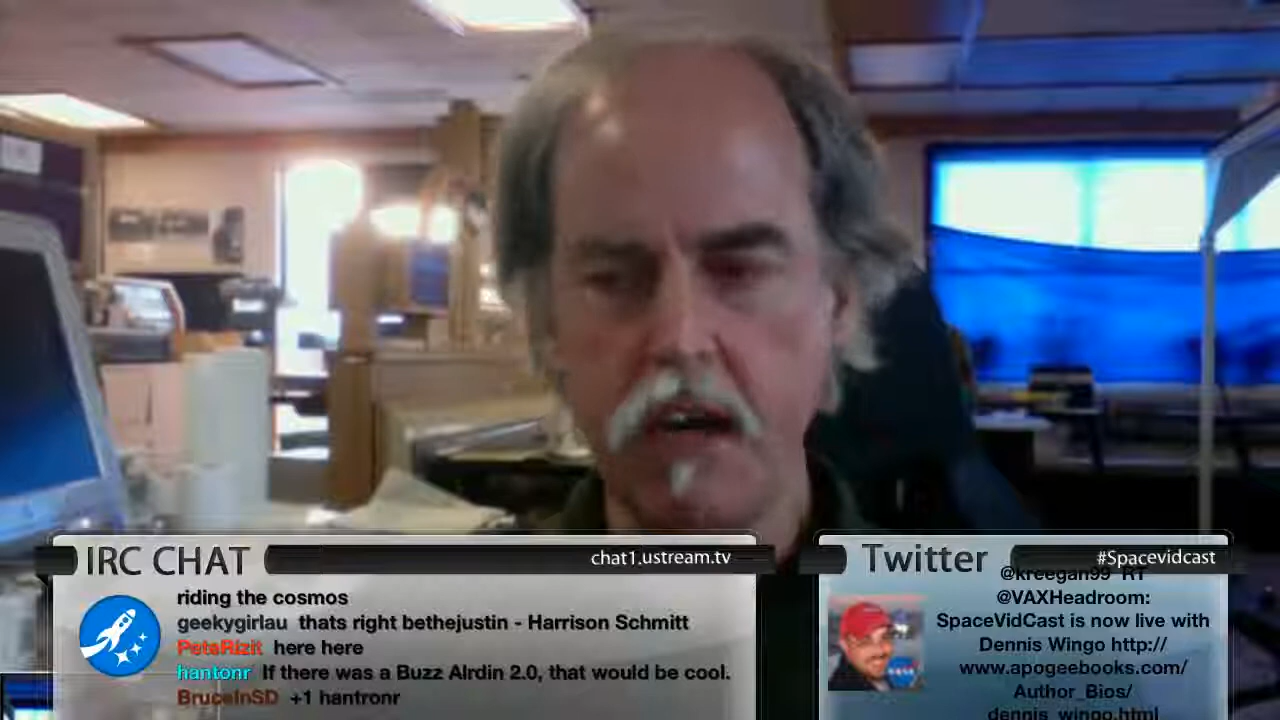 IRC CHAT
chat1.ustream.tv
riding the cosmos
geekygirlau thats right bethejustin - Harrison Schmitt
PeteRizit here here
hantonr If there was a Buzz Alrdin 2.0, that would be cool.
BruceInSD +1 hantronr
Twitter
#Spacevidcast
@kreegan99 RT
@VAXHeadroom:
SpaceVidCast is now live with
Dennis Wingo http://
www.apogeebooks.com/
Author_Bios/
dennis_wingo.html
NASA